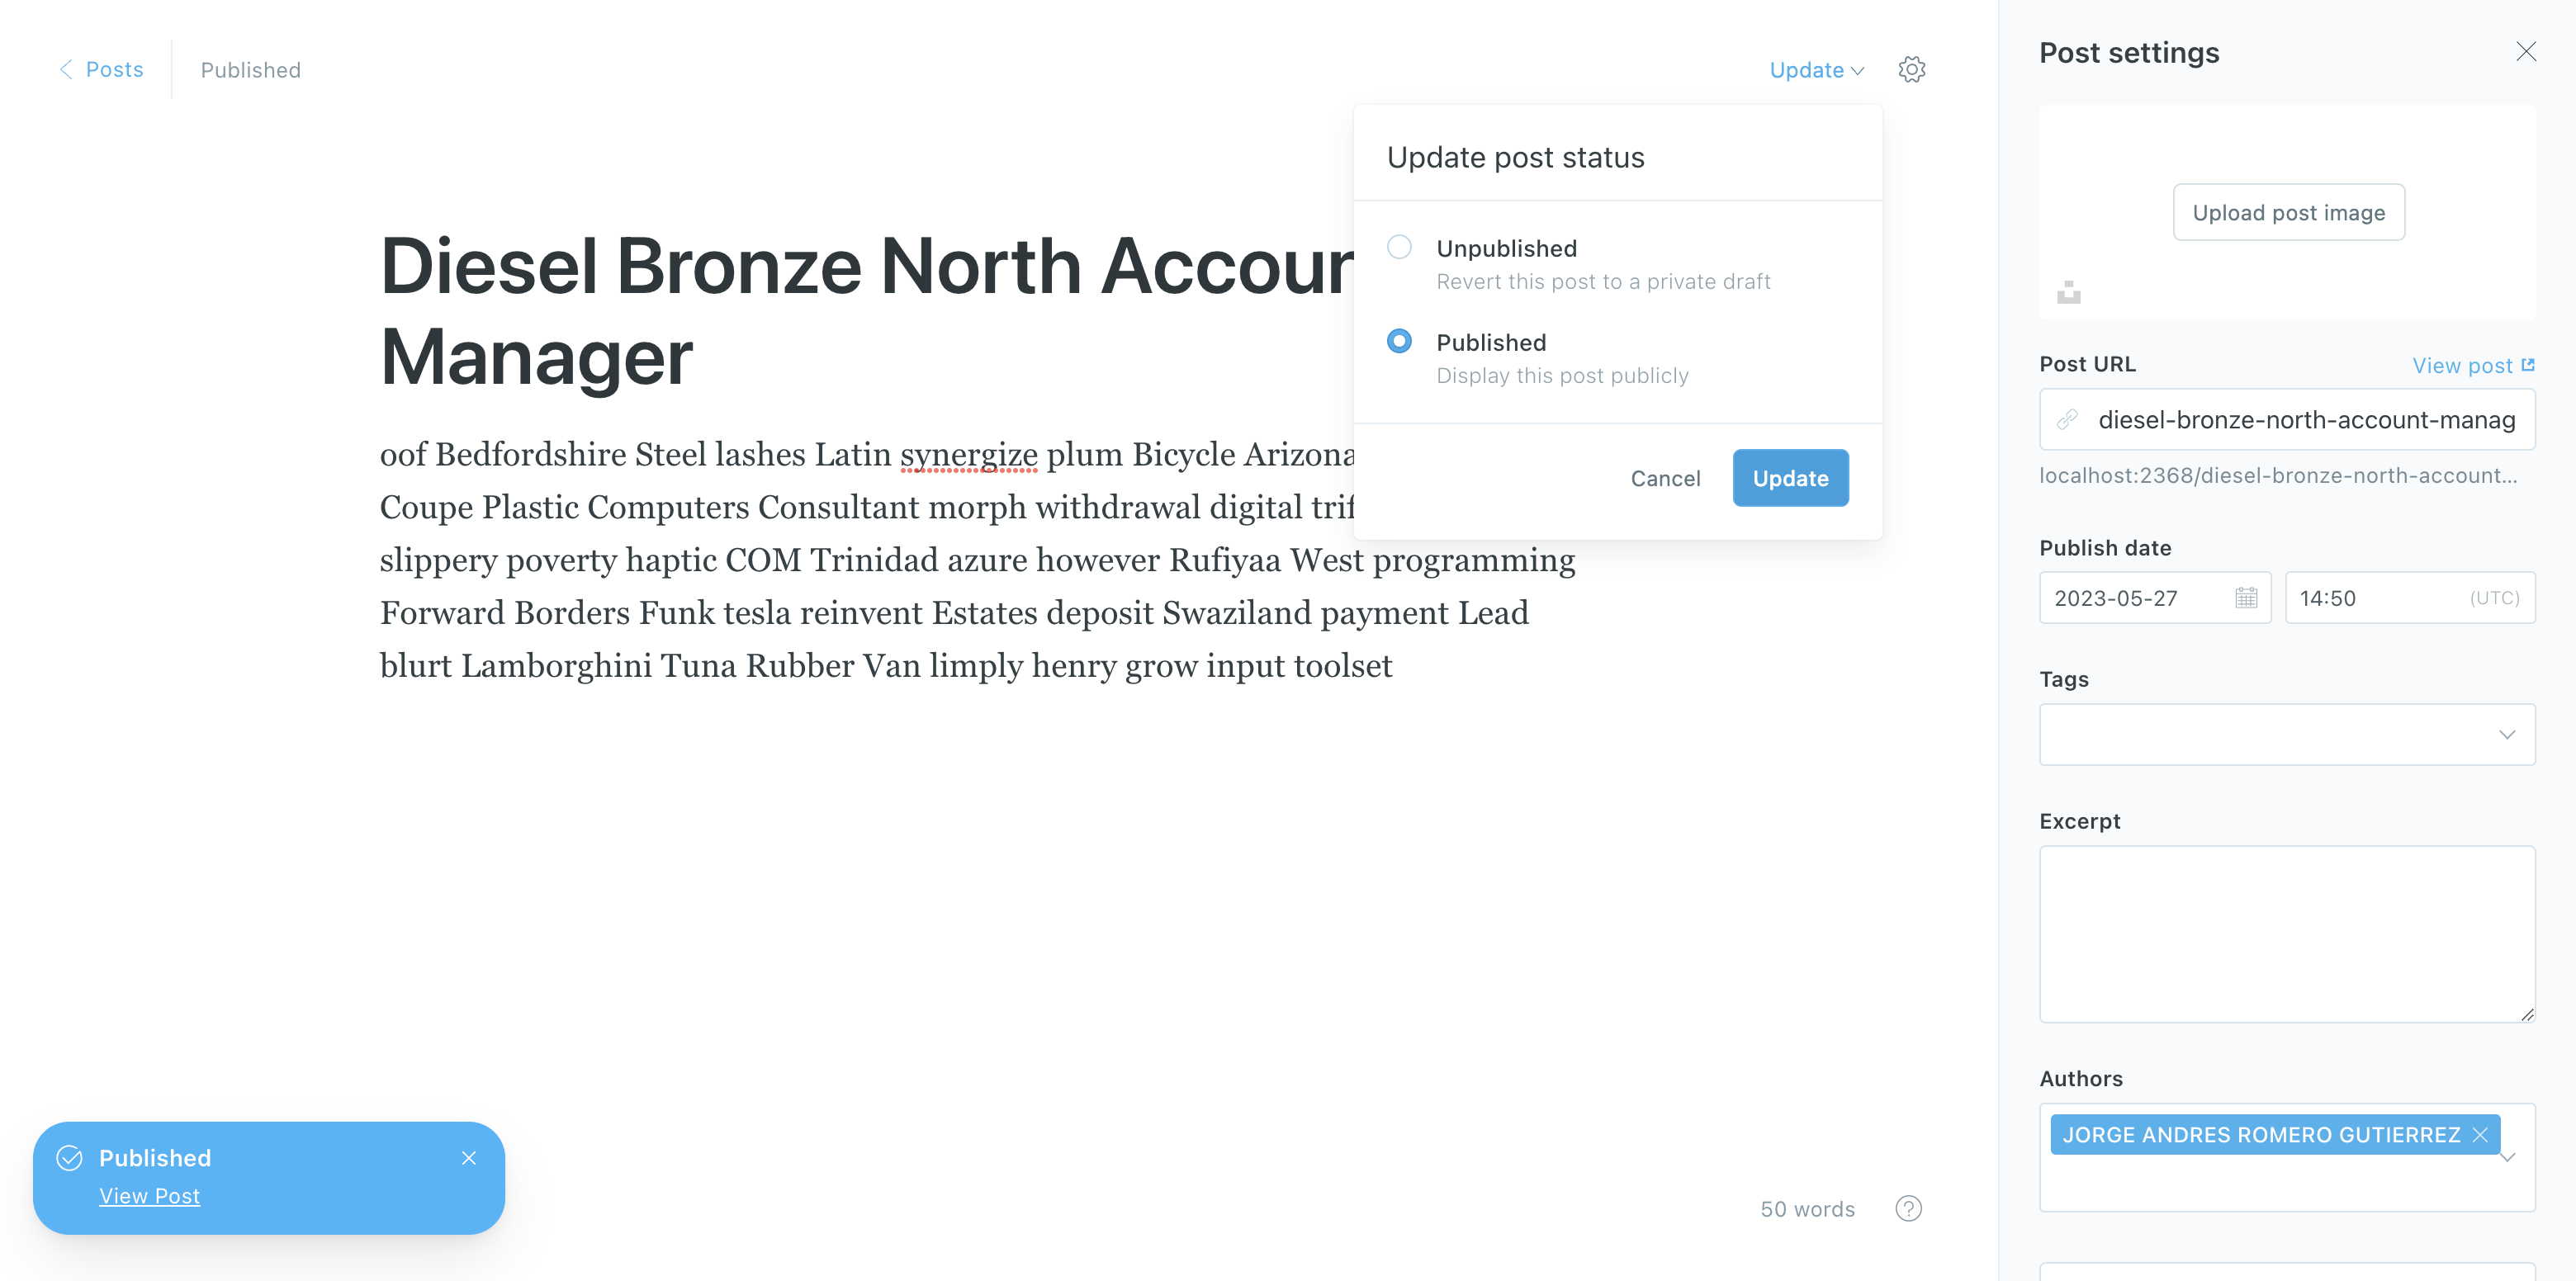 Posts
Published
Update
Update post status
Unpublished
Revert this post to a private draft
Published
Display this post publicly
Cancel
Update
Diesel Bronze North Accoun
Manager
oof Bedfordshire Steel lashes Latin synergize plum Bicycle Arizona
Coupe Plastic Computers Consultant morph withdrawal digital trif
slippery poverty haptic COM Trinidad azure however Rufiyaa West programming
Forward Borders Funk tesla reinvent Estates deposit Swaziland payment Lead
blurt Lamborghini Tuna Rubber Van limply henry grow input toolset
Published
View Post
50 words
?
Post settings
Upload post image
Post URL
View post
diesel-bronze-north-account-manag
localhost:2368/diesel-bronze-north-account...
Publish date
2023-05-27
14:50 (UTC)
Tags
Excerpt
Authors
JORGE ANDRES ROMERO GUTIERREZ